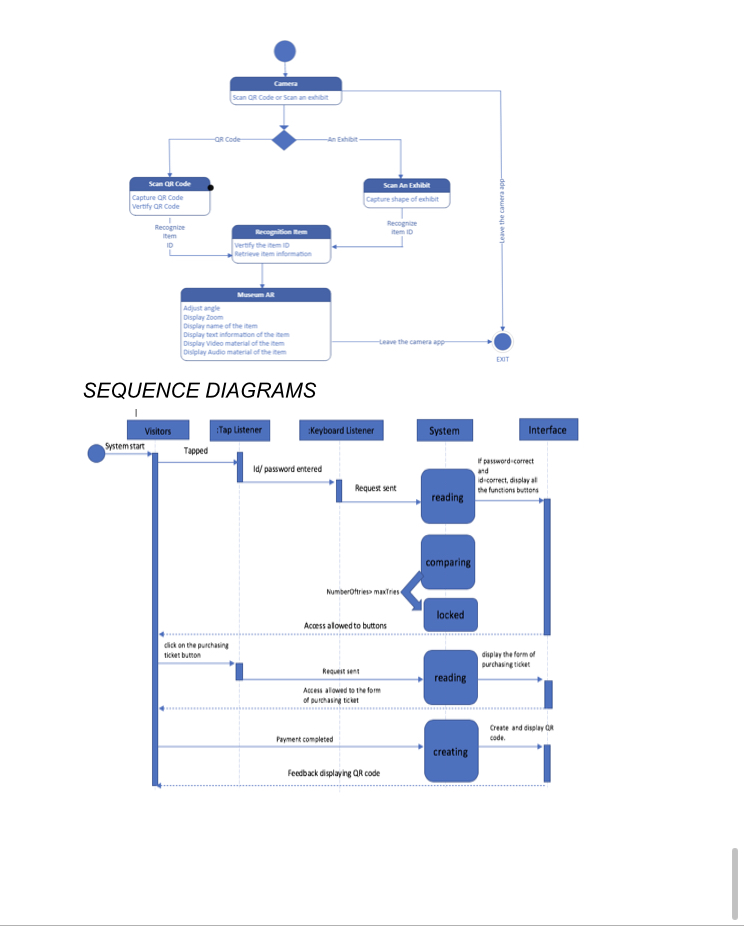 Camera
Scan QR Code or Scan an exhibit
QR Code
An Exhibit
Scan QR Code
Capture QR Code
Vertify QR Code
Scan An Exhibit
Capture shape of exhibit
Leave the camera app
Recognize
Item
ID
Recognize
Item ID
Recognition Item
Vertify the item ID
Retrieve item information
Museum AR
Adjust angle
Display Zoom
Display name of the item
Display text information of the item
Display Video material of the item
Dislplay Audio material of the item
Leave the camera app
EXIT
SEQUENCE DIAGRAMS
Visitors
:Tap Listener
:Keyboard Listener
System
Interface
System start
Tapped
Id/ password entered
Request sent
reading
If password=correct
and
id=correct, display all
the functions buttons
comparing
NumberOftries> maxTries
locked
Access allowed to buttons
click on the purchasing
ticket button
Request sent
reading
display the form of
purchasing ticket
Access allowed to the form
of purchasing ticket
Payment completed
creating
Create and display QR
code.
Feedback displaying QR code